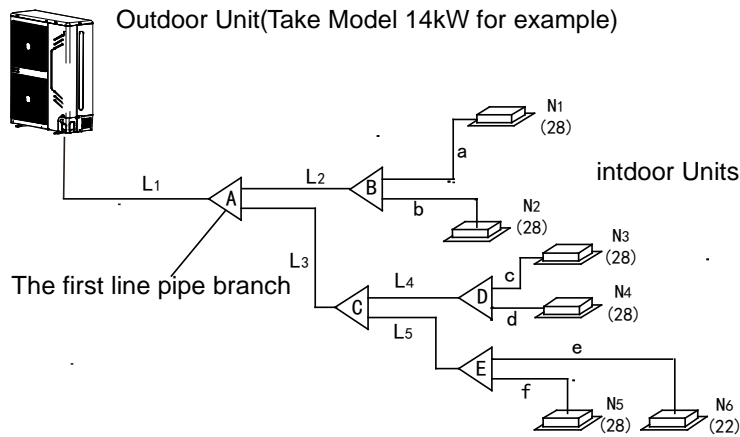 Outdoor Unit(Take Model 14kW for example)
N1
(28)
a
intdoor Units
L1
A
L2
B
b
N2
(28)
N3
(28)
The first line pipe branch
L3
C
L4
D
c
d
N4
(28)
L5
E
e
f
N5
(28)
N6
(22)